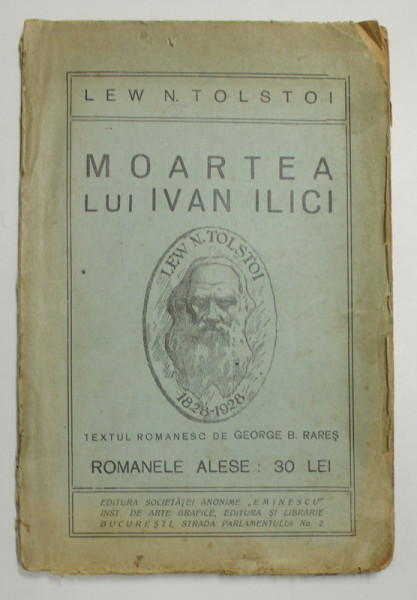 LEW N. TOLSTOI
MOARTEA
LUI IVAN ILICI
LEW N. TOLSTOI
1828-1928
TEXTUL ROMANESC DE GEORGE B. RAREȘ
ROMANELE ALESE : 30 LEI
EDITURA SOCIETĂȚEI ANONIME „EMINESCU"
INST. DE ARTE GRAFICE, EDITURA ȘI LIBRARIE
BUCUREȘTI, STRADA PARLAMENTULUI No. 2